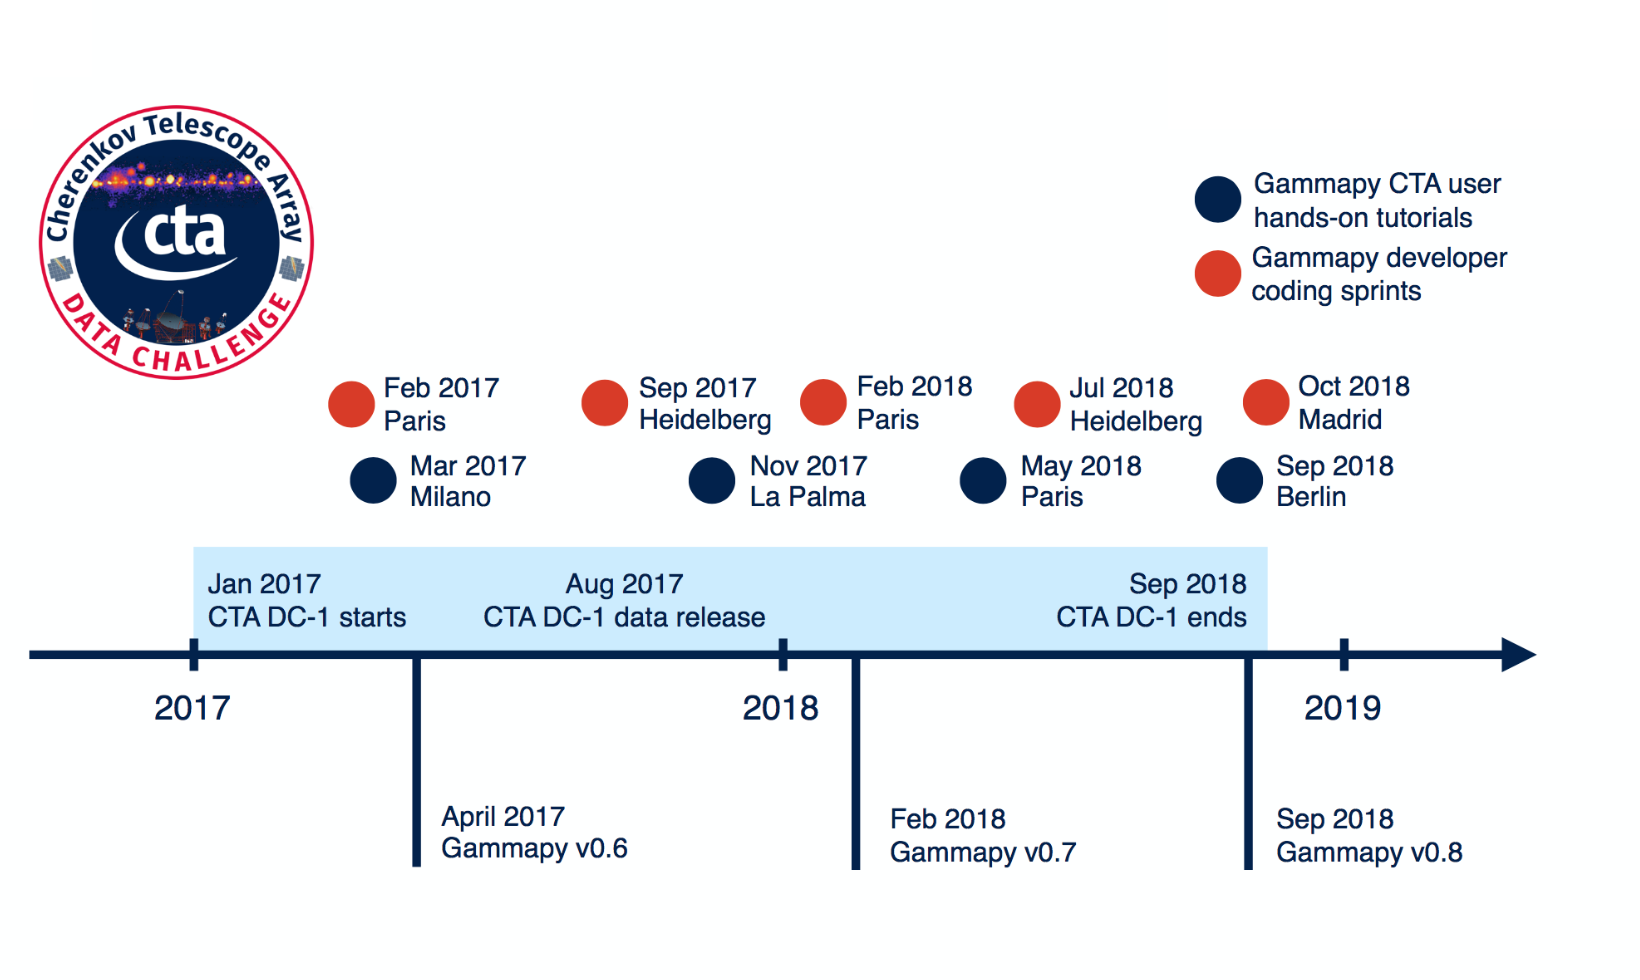 Cherenkov Telescope Array
cta
DATA CHALLENGE
Gammapy CTA user
hands-on tutorials
Gammapy developer
coding sprints
Feb 2017
Paris
Sep 2017
Heidelberg
Feb 2018
Paris
Jul 2018
Heidelberg
Oct 2018
Madrid
Mar 2017
Milano
Nov 2017
La Palma
May 2018
Paris
Sep 2018
Berlin
Jan 2017
CTA DC-1 starts
Aug 2017
CTA DC-1 data release
Sep 2018
CTA DC-1 ends
2017
2018
2019
April 2017
Gammapy v0.6
Feb 2018
Gammapy v0.7
Sep 2018
Gammapy v0.8